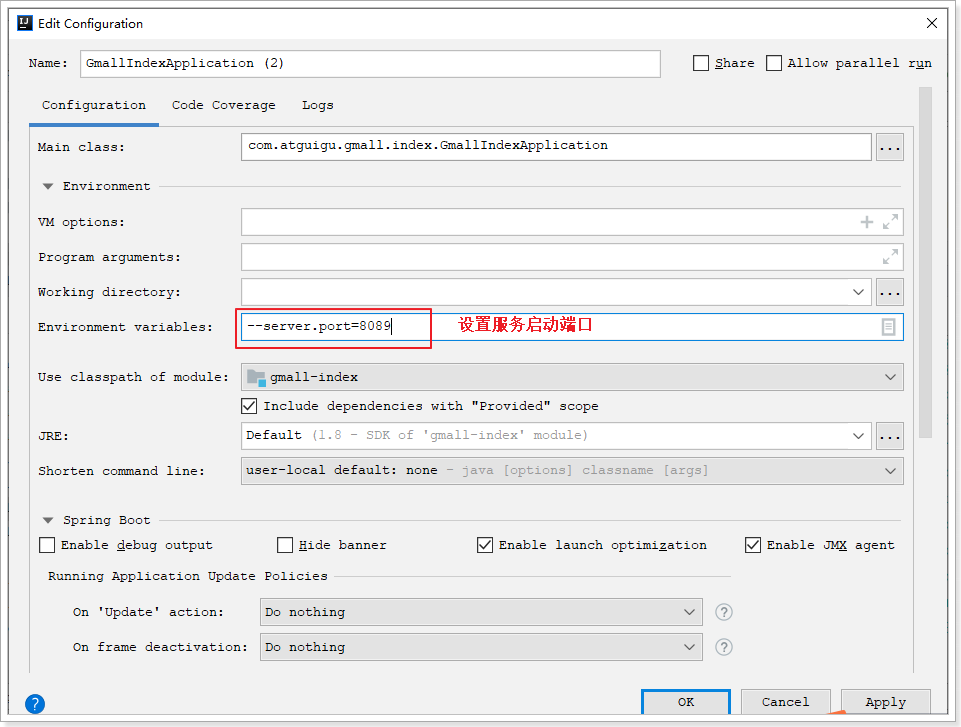 Edit Configuration
Name: GmallIndexApplication (2) Share Allow parallel run
Configuration Code Coverage Logs
Main class: com.atguigu.gmall.index.GmallIndexApplication ...
Environment
VM options:
Program arguments:
Working directory: ...
Environment variables: --server.port=8089 设置服务启动端口
Use classpath of module: gmall-index
Include dependencies with "Provided" scope
JRE: Default (1.8 - SDK of 'gmall-index' module) ...
Shorten command line: user-local default: none - java [options] classname [args]
Spring Boot
Enable debug output Hide banner Enable launch optimization Enable JMX agent
Running Application Update Policies
On 'Update' action: Do nothing ?
On frame deactivation: Do nothing ?
? OK Cancel Apply